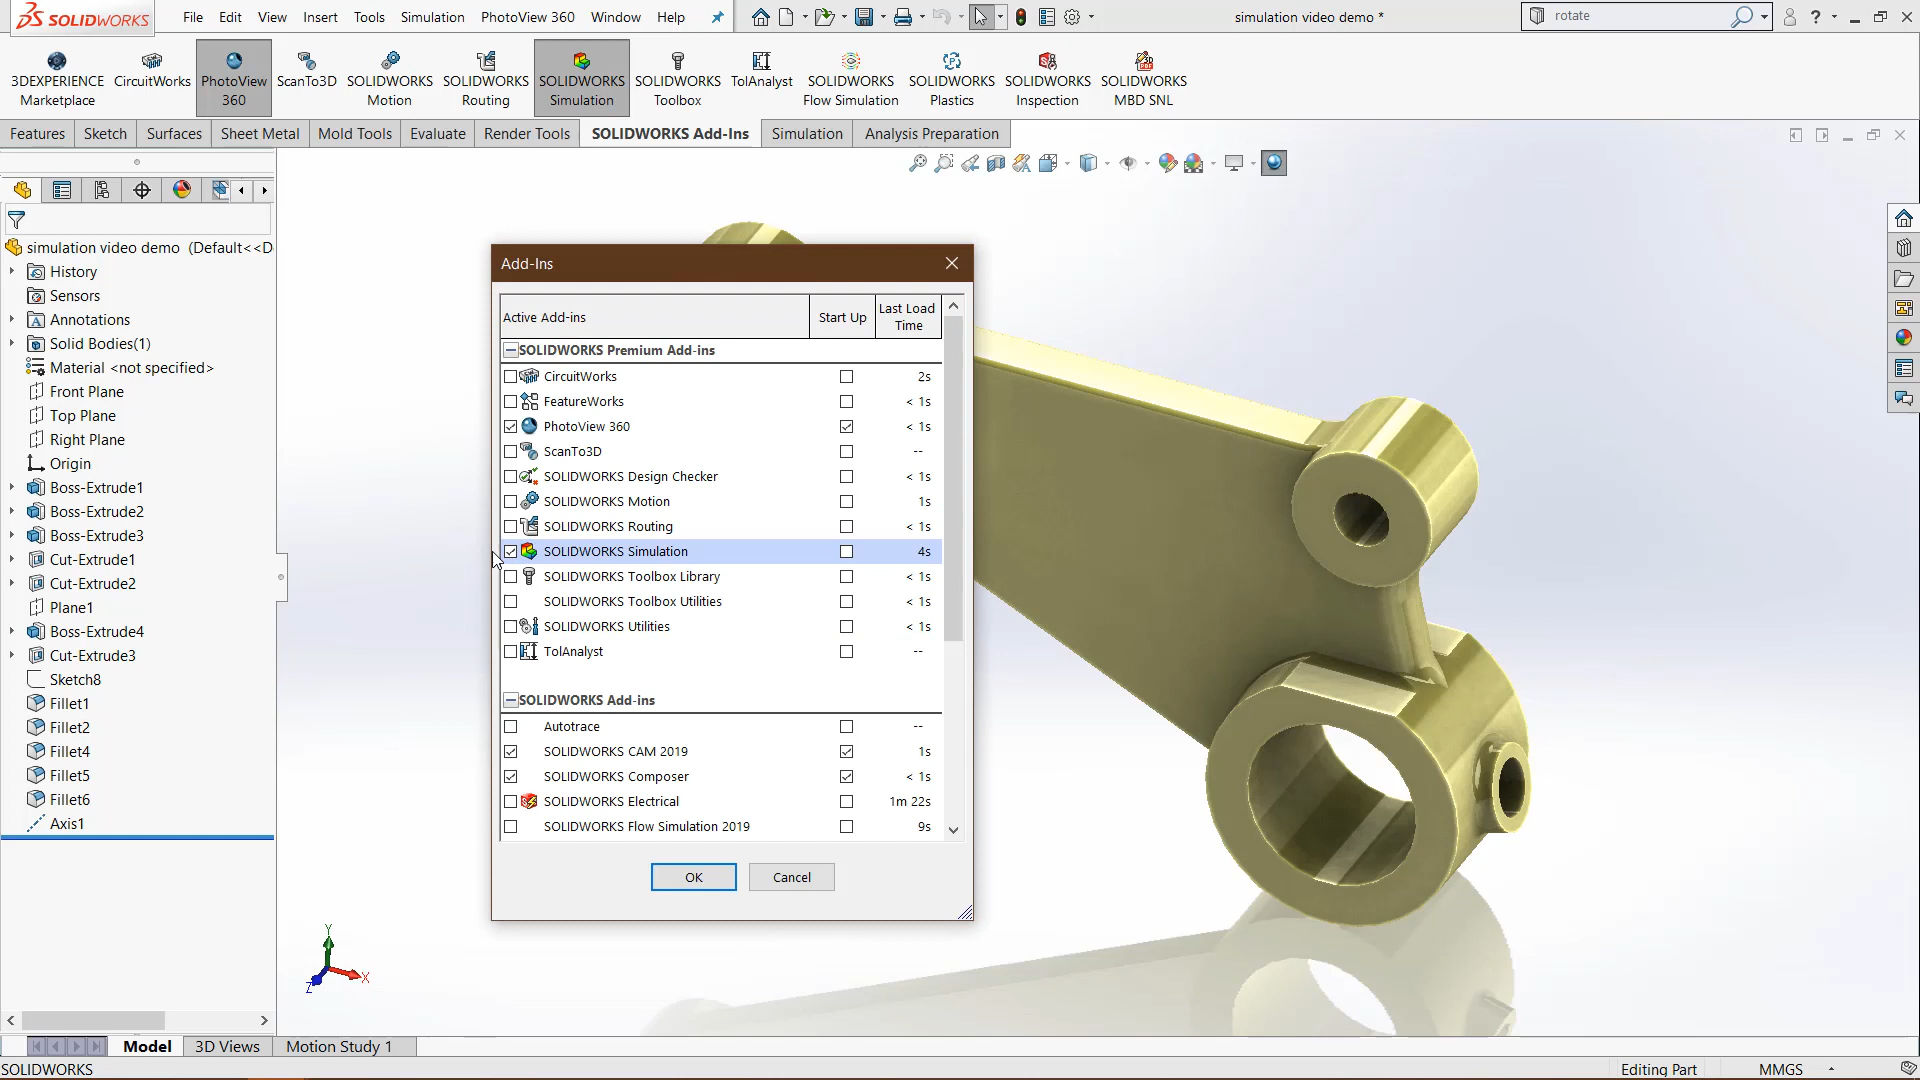 SOLIDWORKS File Edit View Insert Tools Simulation PhotoView 360 Window Help simulation video demo * rotate
3DEXPERIENCE Marketplace
CircuitWorks
PhotoView 360
ScanTo3D
SOLIDWORKS Motion
SOLIDWORKS Routing
SOLIDWORKS Simulation
SOLIDWORKS Toolbox
TolAnalyst
SOLIDWORKS Flow Simulation
SOLIDWORKS Plastics
SOLIDWORKS Inspection
SOLIDWORKS MBD SNL
Features Sketch Surfaces Sheet Metal Mold Tools Evaluate Render Tools SOLIDWORKS Add-Ins Simulation Analysis Preparation
simulation video demo (Default<<D
History
Sensors
Annotations
Solid Bodies(1)
Material <not specified>
Front Plane
Top Plane
Right Plane
Origin
Boss-Extrude1
Boss-Extrude2
Boss-Extrude3
Cut-Extrude1
Cut-Extrude2
Plane1
Boss-Extrude4
Cut-Extrude3
Sketch8
Fillet1
Fillet2
Fillet4
Fillet5
Fillet6
Axis1
Add-Ins
Active Add-ins Start Up Last Load Time
SOLIDWORKS Premium Add-ins
CircuitWorks 2s
FeatureWorks < 1s
PhotoView 360 < 1s
ScanTo3D --
SOLIDWORKS Design Checker < 1s
SOLIDWORKS Motion 1s
SOLIDWORKS Routing < 1s
SOLIDWORKS Simulation 4s
SOLIDWORKS Toolbox Library < 1s
SOLIDWORKS Toolbox Utilities < 1s
SOLIDWORKS Utilities < 1s
TolAnalyst --
SOLIDWORKS Add-ins
Autotrace --
SOLIDWORKS CAM 2019 1s
SOLIDWORKS Composer < 1s
SOLIDWORKS Electrical 1m 22s
SOLIDWORKS Flow Simulation 2019 9s
OK Cancel
Y
X
Z
Model 3D Views Motion Study 1
SOLIDWORKS Editing Part MMGS